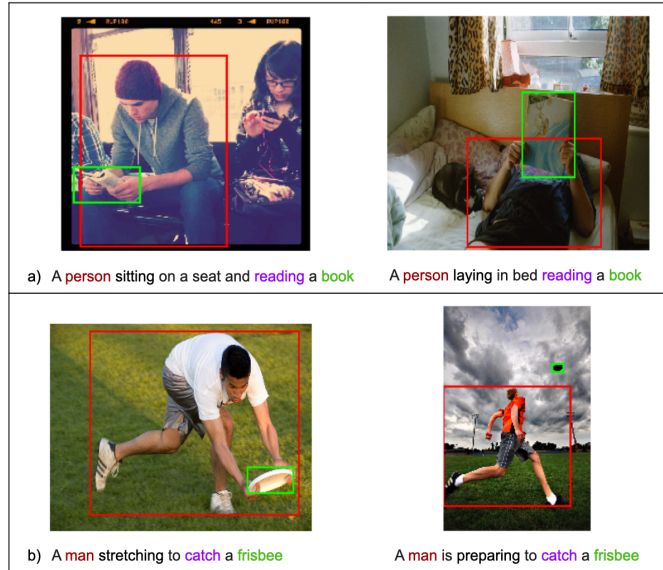 a) A person sitting on a seat and reading a book
A person laying in bed reading a book
b) A man stretching to catch a frisbee
A man is preparing to catch a frisbee